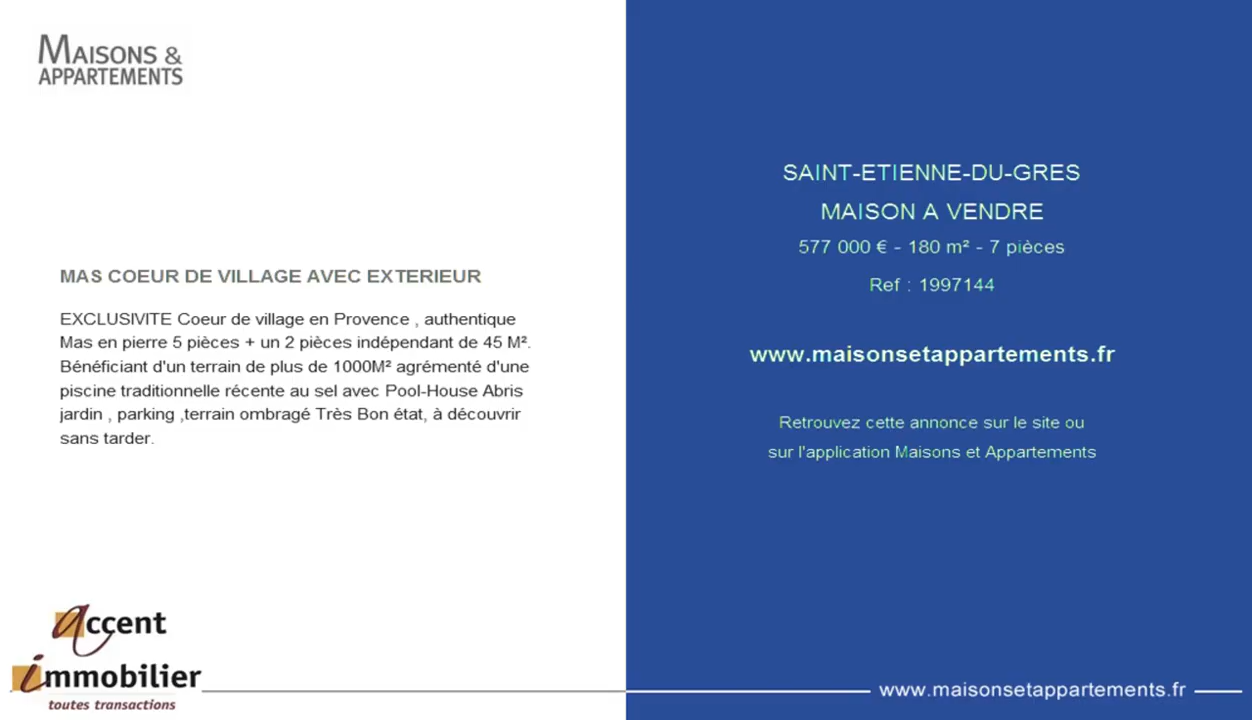 MAISONS &
APPARTEMENTS
MAS COEUR DE VILLAGE AVEC EXTERIEUR
EXCLUSIVITE Coeur de village en Provence , authentique
Mas en pierre 5 pièces + un 2 pièces indépendant de 45 M².
Bénéficiant d'un terrain de plus de 1000M² agrémenté d'une
piscine traditionnelle récente au sel avec Pool-House Abris
jardin , parking ,terrain ombragé Très Bon état, à découvrir
sans tarder.
accent
immobilier
toutes transactions
SAINT-ETIENNE-DU-GRES
MAISON A VENDRE
577 000 € - 180 m² - 7 pièces
Ref : 1997144
www.maisonsetappartements.fr
Retrouvez cette annonce sur le site ou
sur l'application Maisons et Appartements
www.maisonsetappartements.fr